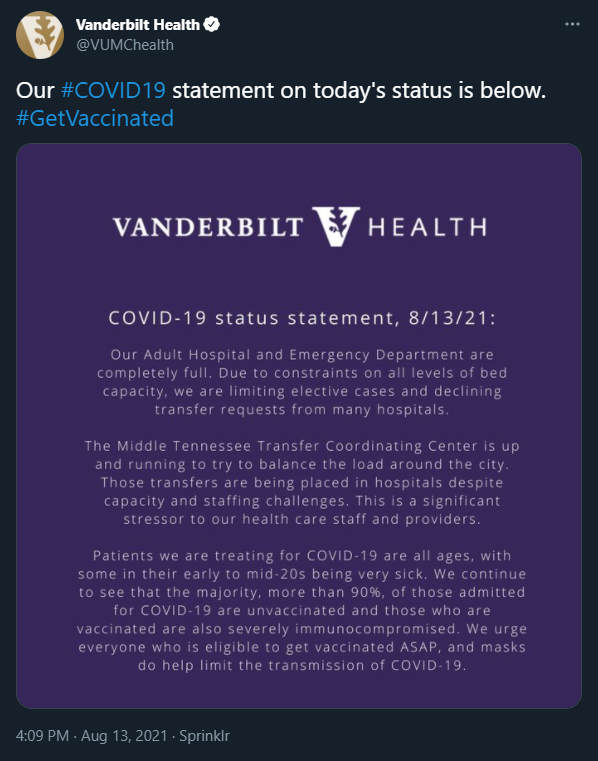 Vanderbilt Health
@VUMChealth
Our #COVID19 statement on today's status is below.
#GetVaccinated
VANDERBILT V HEALTH
COVID-19 status statement, 8/13/21:
Our Adult Hospital and Emergency Department are
completely full. Due to constraints on all levels of bed
capacity, we are limiting elective cases and declining
transfer requests from many hospitals.
The Middle Tennessee Transfer Coordinating Center is up
and running to try to balance the load around the city.
Those transfers are being placed in hospitals despite
capacity and staffing challenges. This is a significant
stressor to our health care staff and providers.
Patients we are treating for COVID-19 are all ages, with
some in their early to mid-20s being very sick. We continue
to see that the majority, more than 90%, of those admitted
for COVID-19 are unvaccinated and those who are
vaccinated are also severely immunocompromised. We urge
everyone who is eligible to get vaccinated ASAP, and masks
do help limit the transmission of COVID-19.
4:09 PM · Aug 13, 2021 · Sprinklr